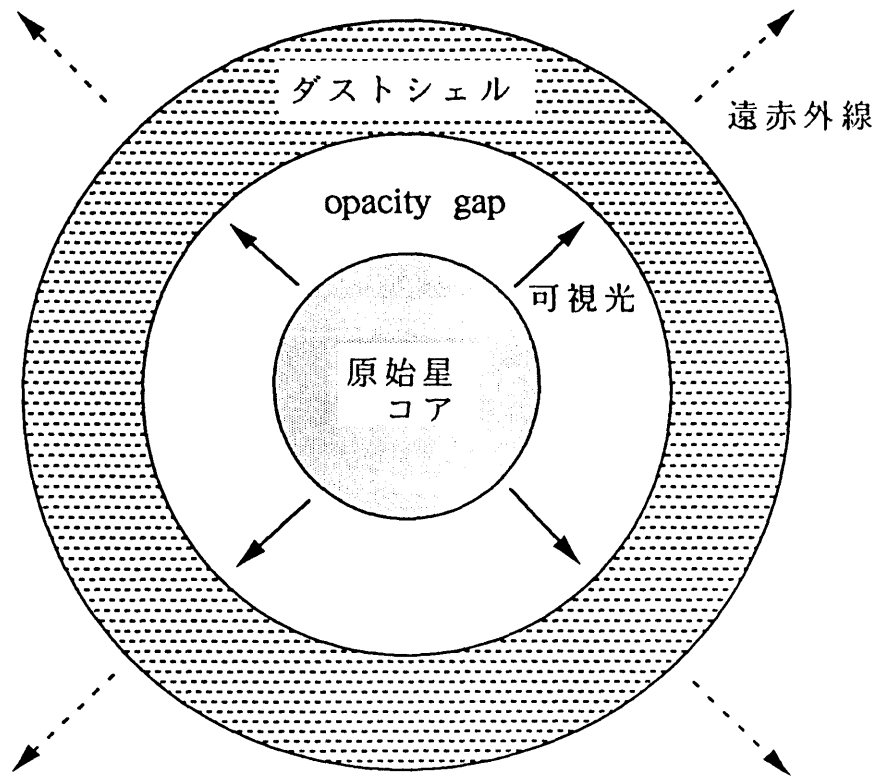 ダストシェル
遠赤外線
opacity gap
可視光
原始星
コア